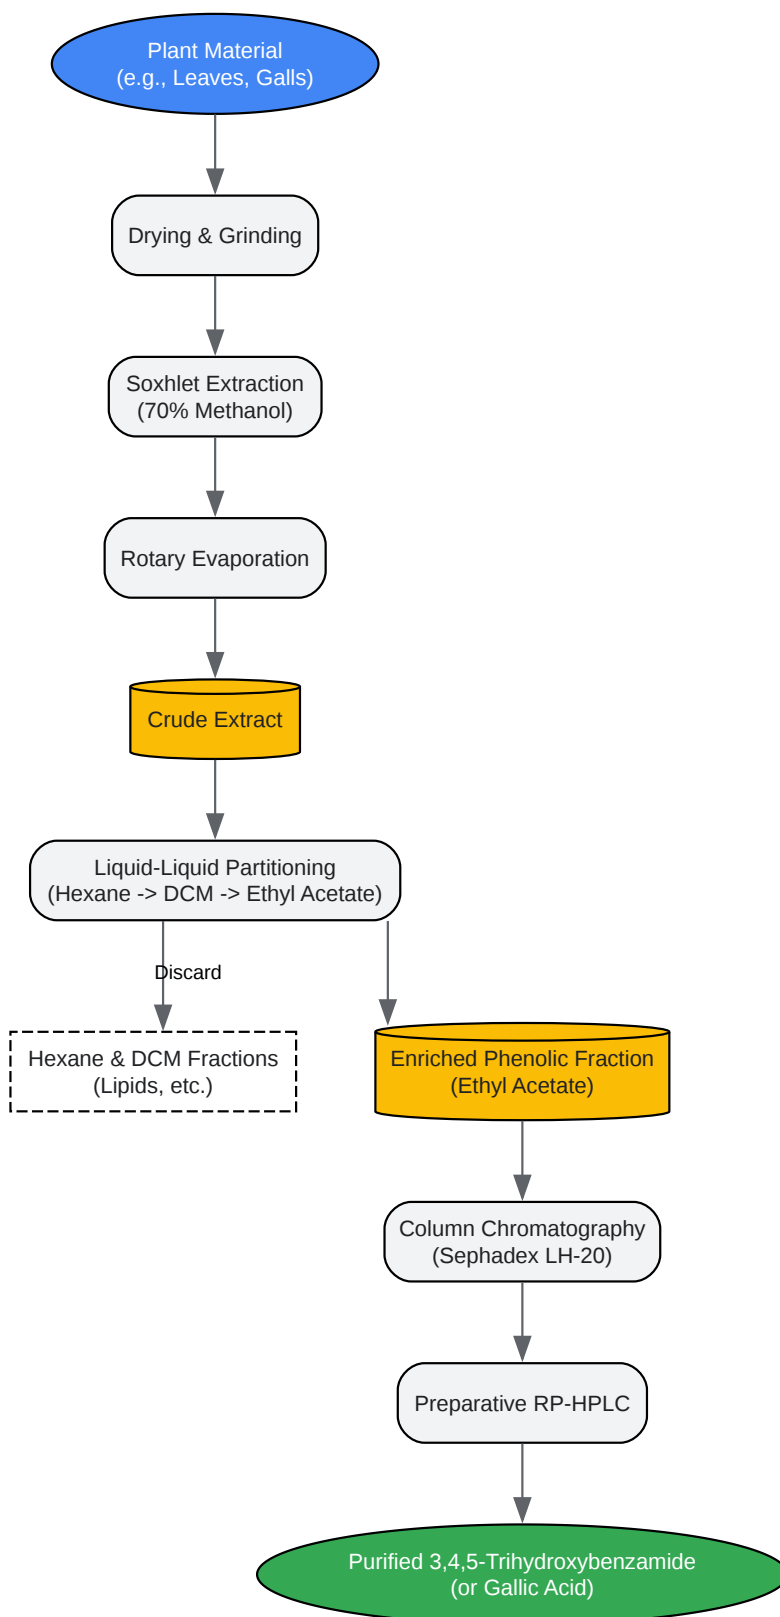 Plant Material
(e.g., Leaves, Galls)
Drying & Grinding
Soxhlet Extraction
(70% Methanol)
Rotary Evaporation
Crude Extract
Liquid-Liquid Partitioning
(Hexane -> DCM -> Ethyl Acetate)
Discard
Hexane & DCM Fractions
(Lipids, etc.)
Enriched Phenolic Fraction
(Ethyl Acetate)
Column Chromatography
(Sephadex LH-20)
Preparative RP-HPLC
Purified 3,4,5-Trihydroxybenzamide
(or Gallic Acid)